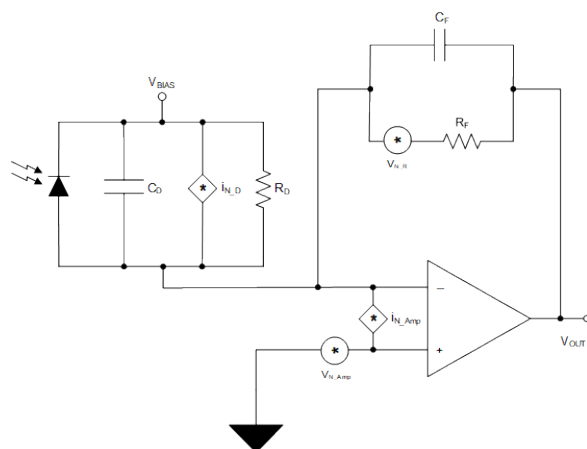 C_F
V_BIAS
R_F
V_N_R
C_D
i_N_D
R_D
*
*
*
*
i_N_Amp
−
+
V_N_Amp
V_OUT